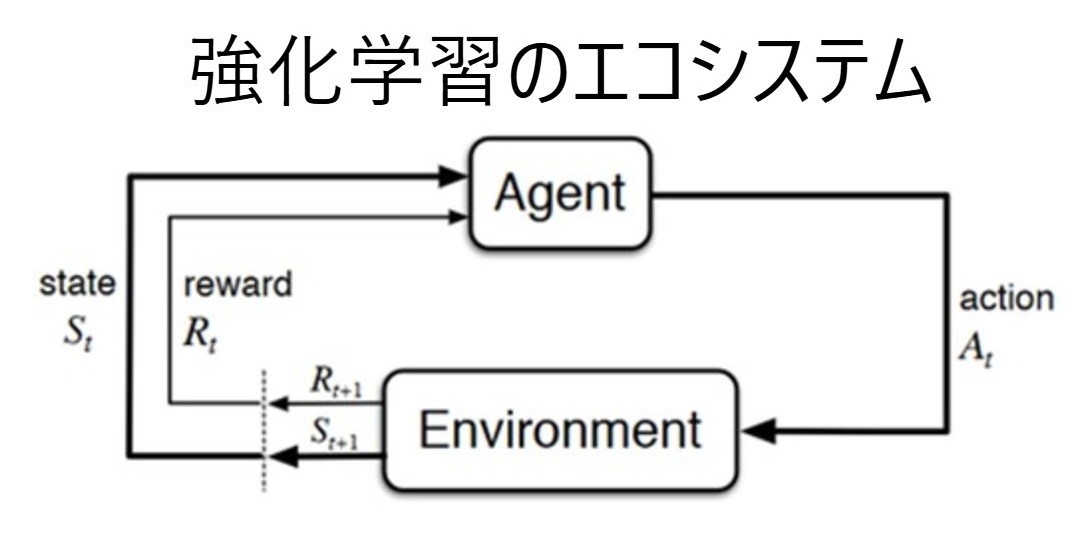 強化学習のエコシステム
Agent
state
S_t
reward
R_t
action
A_t
R_{t+1}
S_{t+1}
Environment